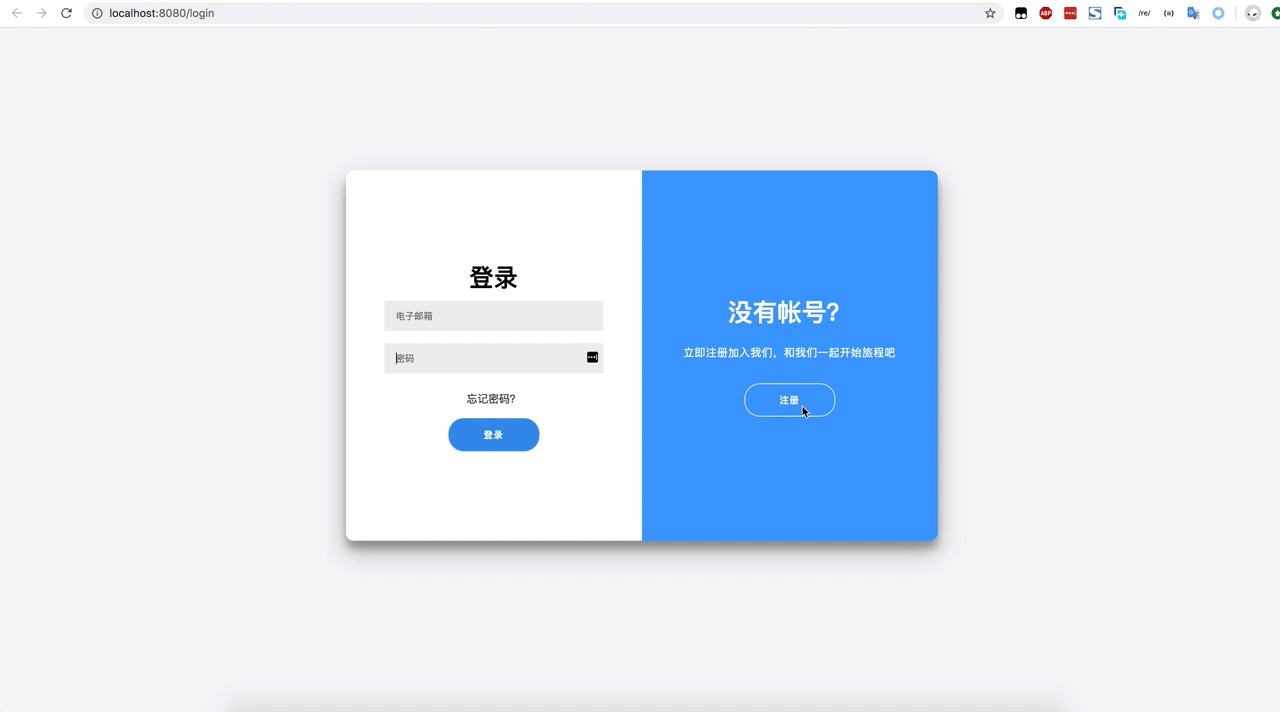 localhost:8080/login
ABP
/re/
登录
电子邮箱
密码
忘记密码?
登录
没有帐号?
立即注册加入我们，和我们一起开始旅程吧
注册